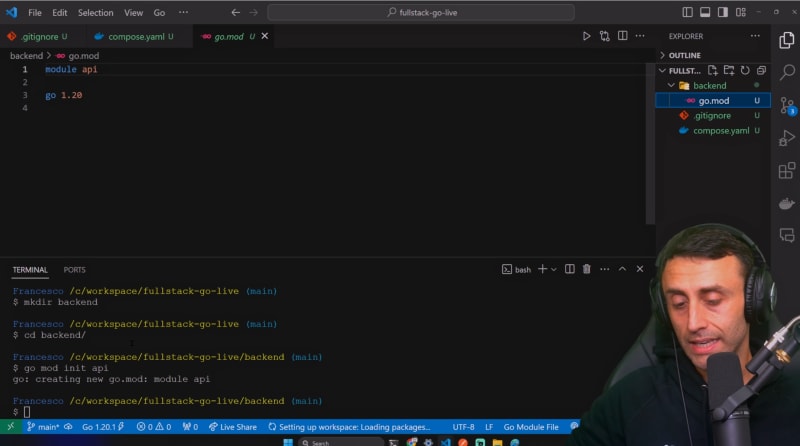 File Edit Selection View Go ···
fullstack-go-live
.gitignore U compose.yaml U go.mod U
EXPLORER
backend > go.mod
OUTLINE
1 module api
FULLST...
2
backend
3 go 1.20
go.mod U
4
.gitignore U
compose.yaml U
3
TERMINAL PORTS
bash
Francesco /c/workspace/fullstack-go-live (main)
$ mkdir backend
Francesco /c/workspace/fullstack-go-live (main)
$ cd backend/
Francesco /c/workspace/fullstack-go-live/backend (main)
$ go mod init api
go: creating new go.mod: module api
Francesco /c/workspace/fullstack-go-live/backend (main)
$
main* Go 1.20.1 0 0 0 Live Share Setting up workspace: Loading packages... UTF-8 LF Go Module File
Search